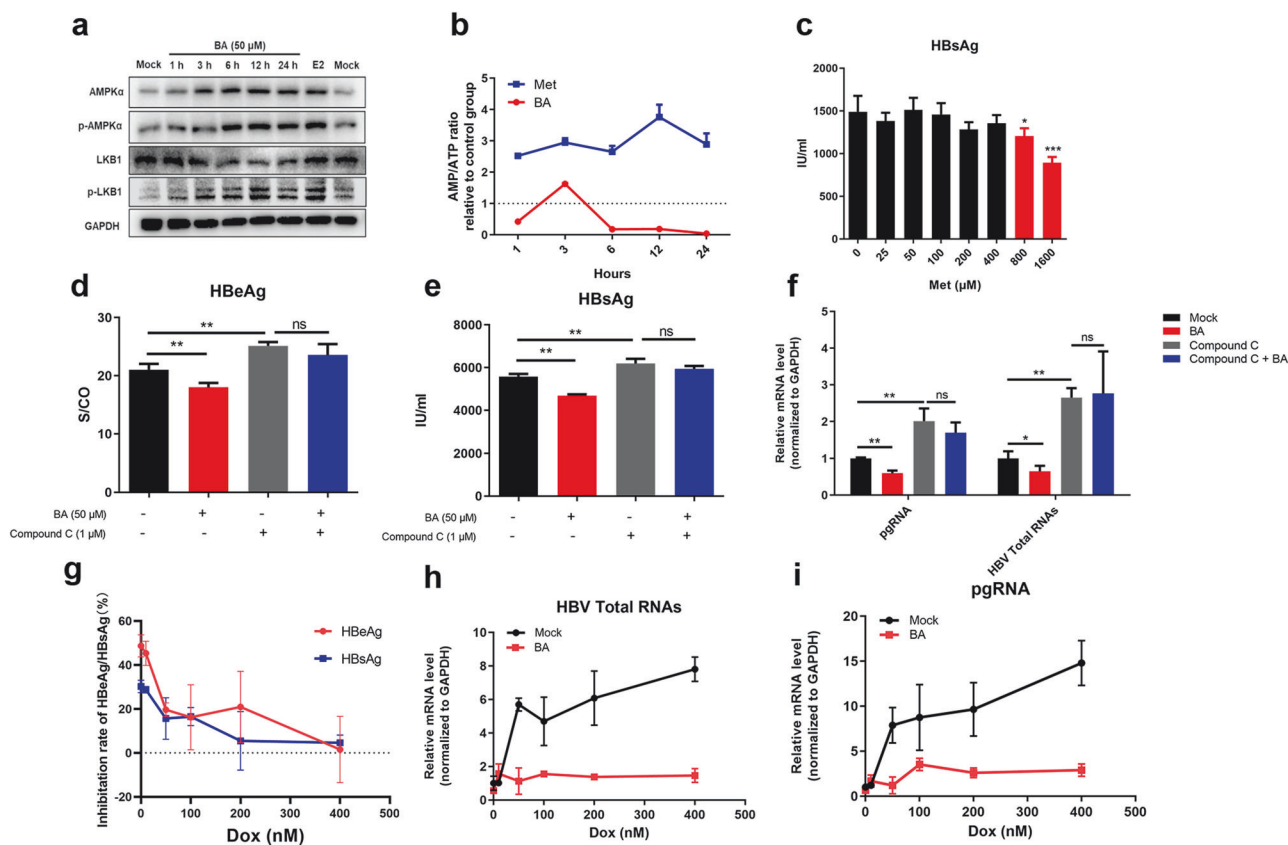 a
BA (50 µM)
Mock 1 h 3 h 6 h 12 h 24 h E2 Mock
AMPKα
p-AMPKα
LKB1
p-LKB1
GAPDH
b
AMP/ATP ratio
relative to control group
5
4
3
2
1
0
Met
BA
1 3 6 12 24
Hours
c
HBsAg
IU/ml
2000
1500
1000
500
0
* ***
0 25 50 100 200 400 800 1600
Met (µM)
d
HBeAg
S/CO
30
20
10
0
** ** ns
BA (50 µM) - + - +
Compound C (1 µM) - - + +
e
HBsAg
IU/ml
8000
6000
4000
2000
0
** ** ns
BA (50 µM) - + - +
Compound C (1 µM) - - + +
f
Relative mRNA level
(normalized to GAPDH)
5
4
3
2
1
0
** ** ns
* ** ns
pgRNA
HBV Total RNAs
Mock
BA
Compound C
Compound C + BA
g
Inhibitation rate of HBeAg/HBsAg(%)
60
40
20
0
-20
HBeAg
HBsAg
0 100 200 300 400 500
Dox (nM)
h
HBV Total RNAs
Relative mRNA level
(normalized to GAPDH)
10
8
6
4
2
0
Mock
BA
0 100 200 300 400 500
Dox (nM)
i
pgRNA
Relative mRNA level
(normalized to GAPDH)
20
15
10
5
0
Mock
BA
0 100 200 300 400 500
Dox (nM)